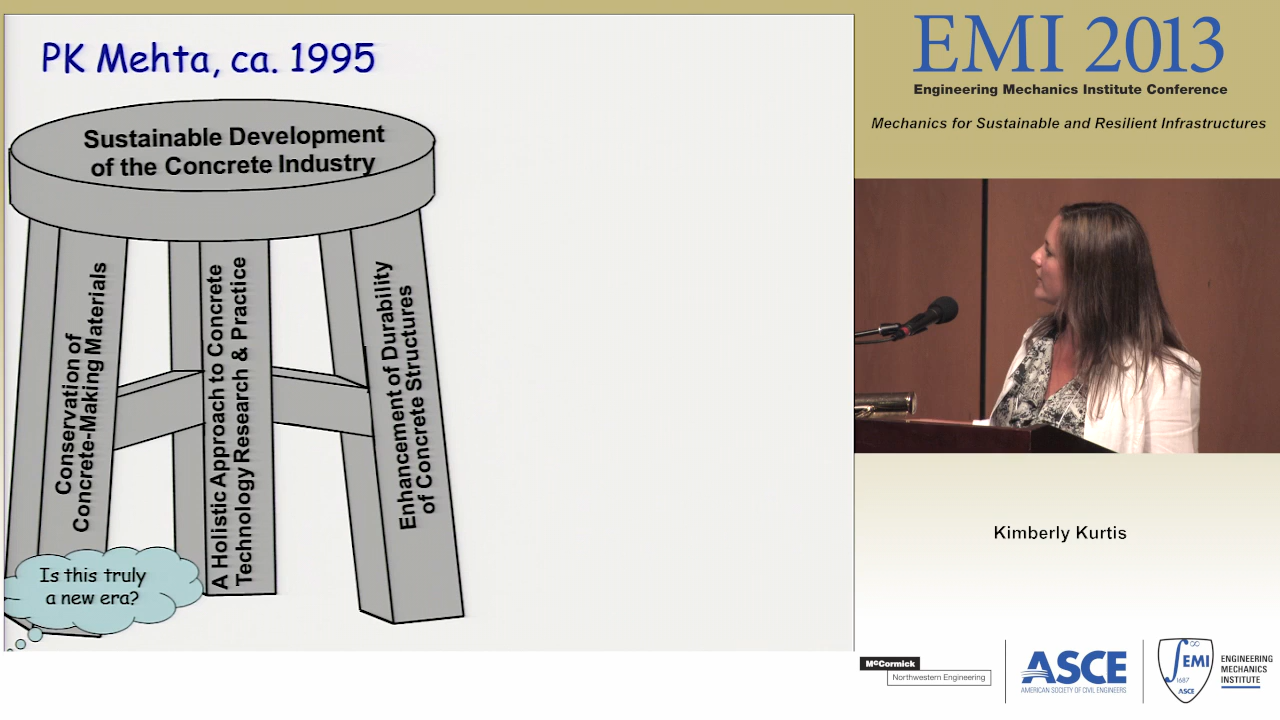 PK Mehta, ca. 1995
Sustainable Development
of the Concrete Industry
Conservation of
Concrete-Making Materials
A Holistic Approach to Concrete
Technology Research & Practice
Enhancement of Durability
of Concrete Structures
Is this truly
a new era?
EMI 2013
Engineering Mechanics Institute Conference
Mechanics for Sustainable and Resilient Infrastructures
Kimberly Kurtis
McCormick
Northwestern Engineering
ASCE
AMERICAN SOCIETY OF CIVIL ENGINEERS
∞
EMI
1687
ASCE
ENGINEERING
MECHANICS
INSTITUTE